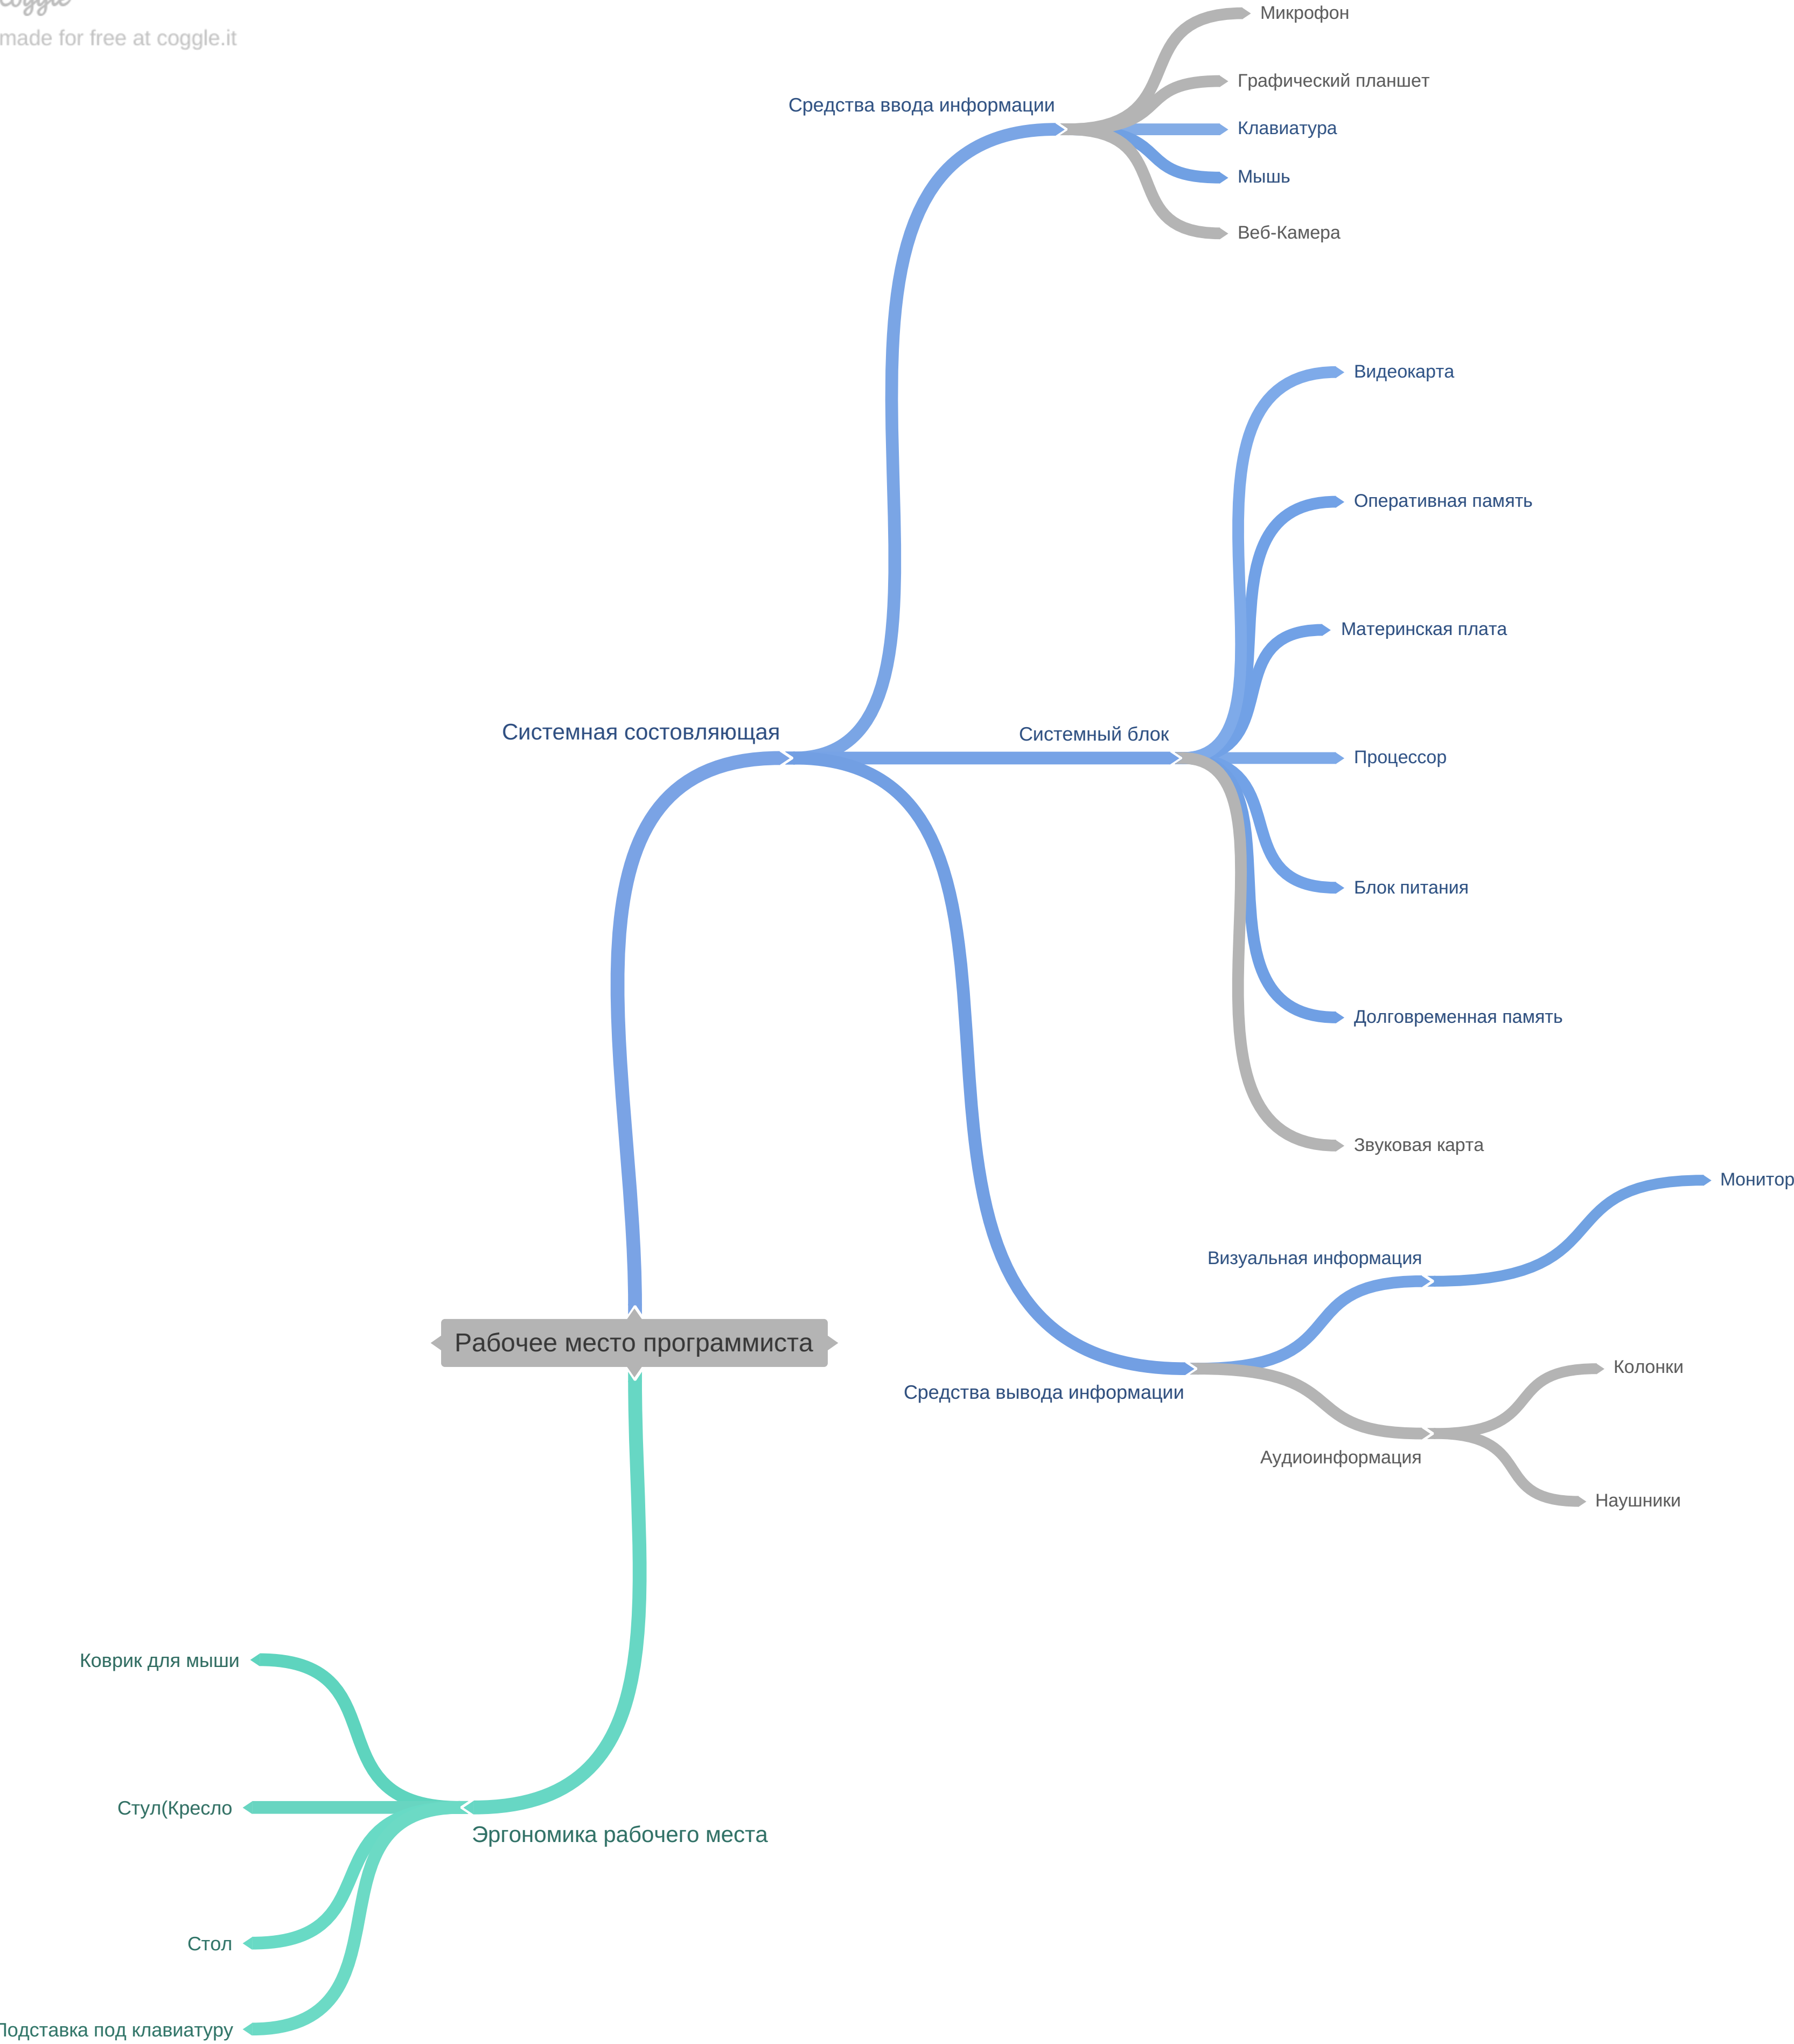 made for free at coggle.it
Микрофон
Графический планшет
Средства ввода информации
Клавиатура
Мышь
Веб-Камера
Видеокарта
Оперативная память
Материнская плата
Системная состовляющая
Системный блок
Процессор
Блок питания
Долговременная память
Звуковая карта
Монитор
Визуальная информация
Рабочее место программиста
Колонки
Средства вывода информации
Аудиоинформация
Наушники
Коврик для мыши
Стул(Кресло
Эргономика рабочего места
Стол
Подставка под клавиатуру